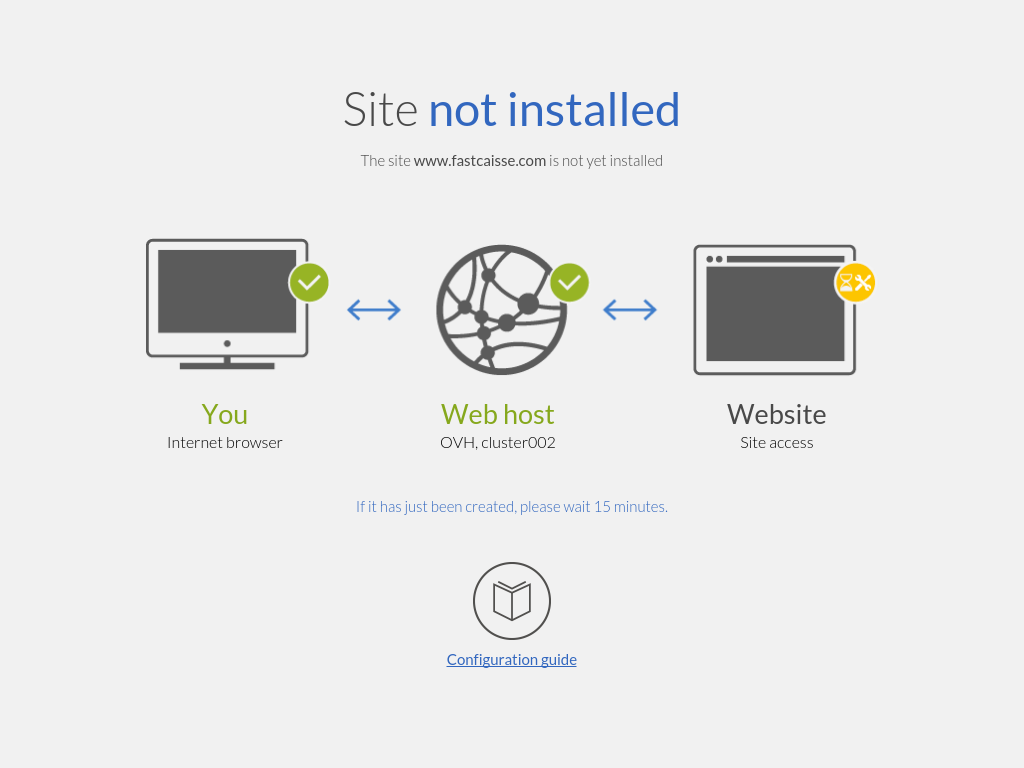 Site not installed
The site www.fastcaisse.com is not yet installed
You
Internet browser
Web host
OVH, cluster002
Website
Site access
If it has just been created, please wait 15 minutes.
Configuration guide